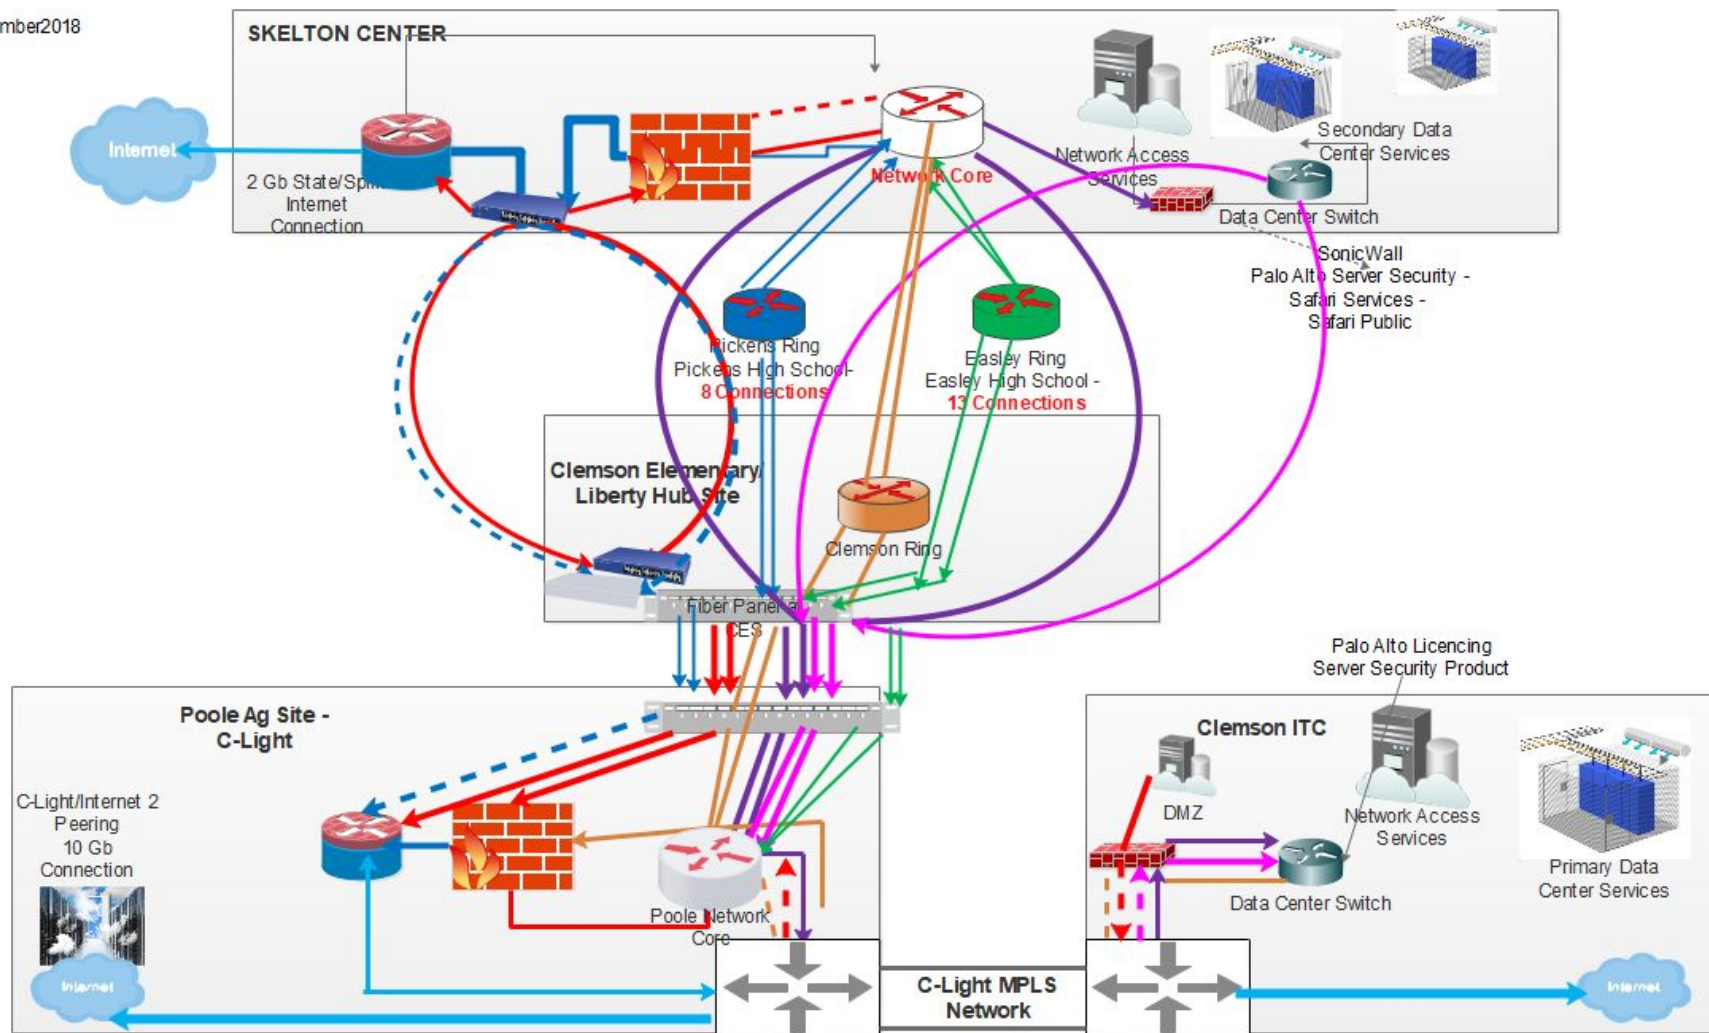 mber2018
SKELTON CENTER
Internet
2 Gb State/Spirit
Internet
Connection
Network Core
Network Access
Services
Secondary Data
Center Services
Data Center Switch
SonicWall
Palo Alto Server Security -
Safari Services -
Safari Public
Pickens Ring
Pickens High School-
8 Connections
Easley Ring
Easley High School -
13 Connections
Clemson Elementary/
Liberty Hub Site
Clemson Ring
Fiber Panel at
CES
Palo Alto Licencing
Server Security Product
Poole Ag Site -
C-Light
C-Light/Internet 2
Peering
10 Gb
Connection
Internet
Poole Network
Core
C-Light MPLS
Network
Clemson ITC
DMZ
Network Access
Services
Data Center Switch
Primary Data
Center Services
Internet